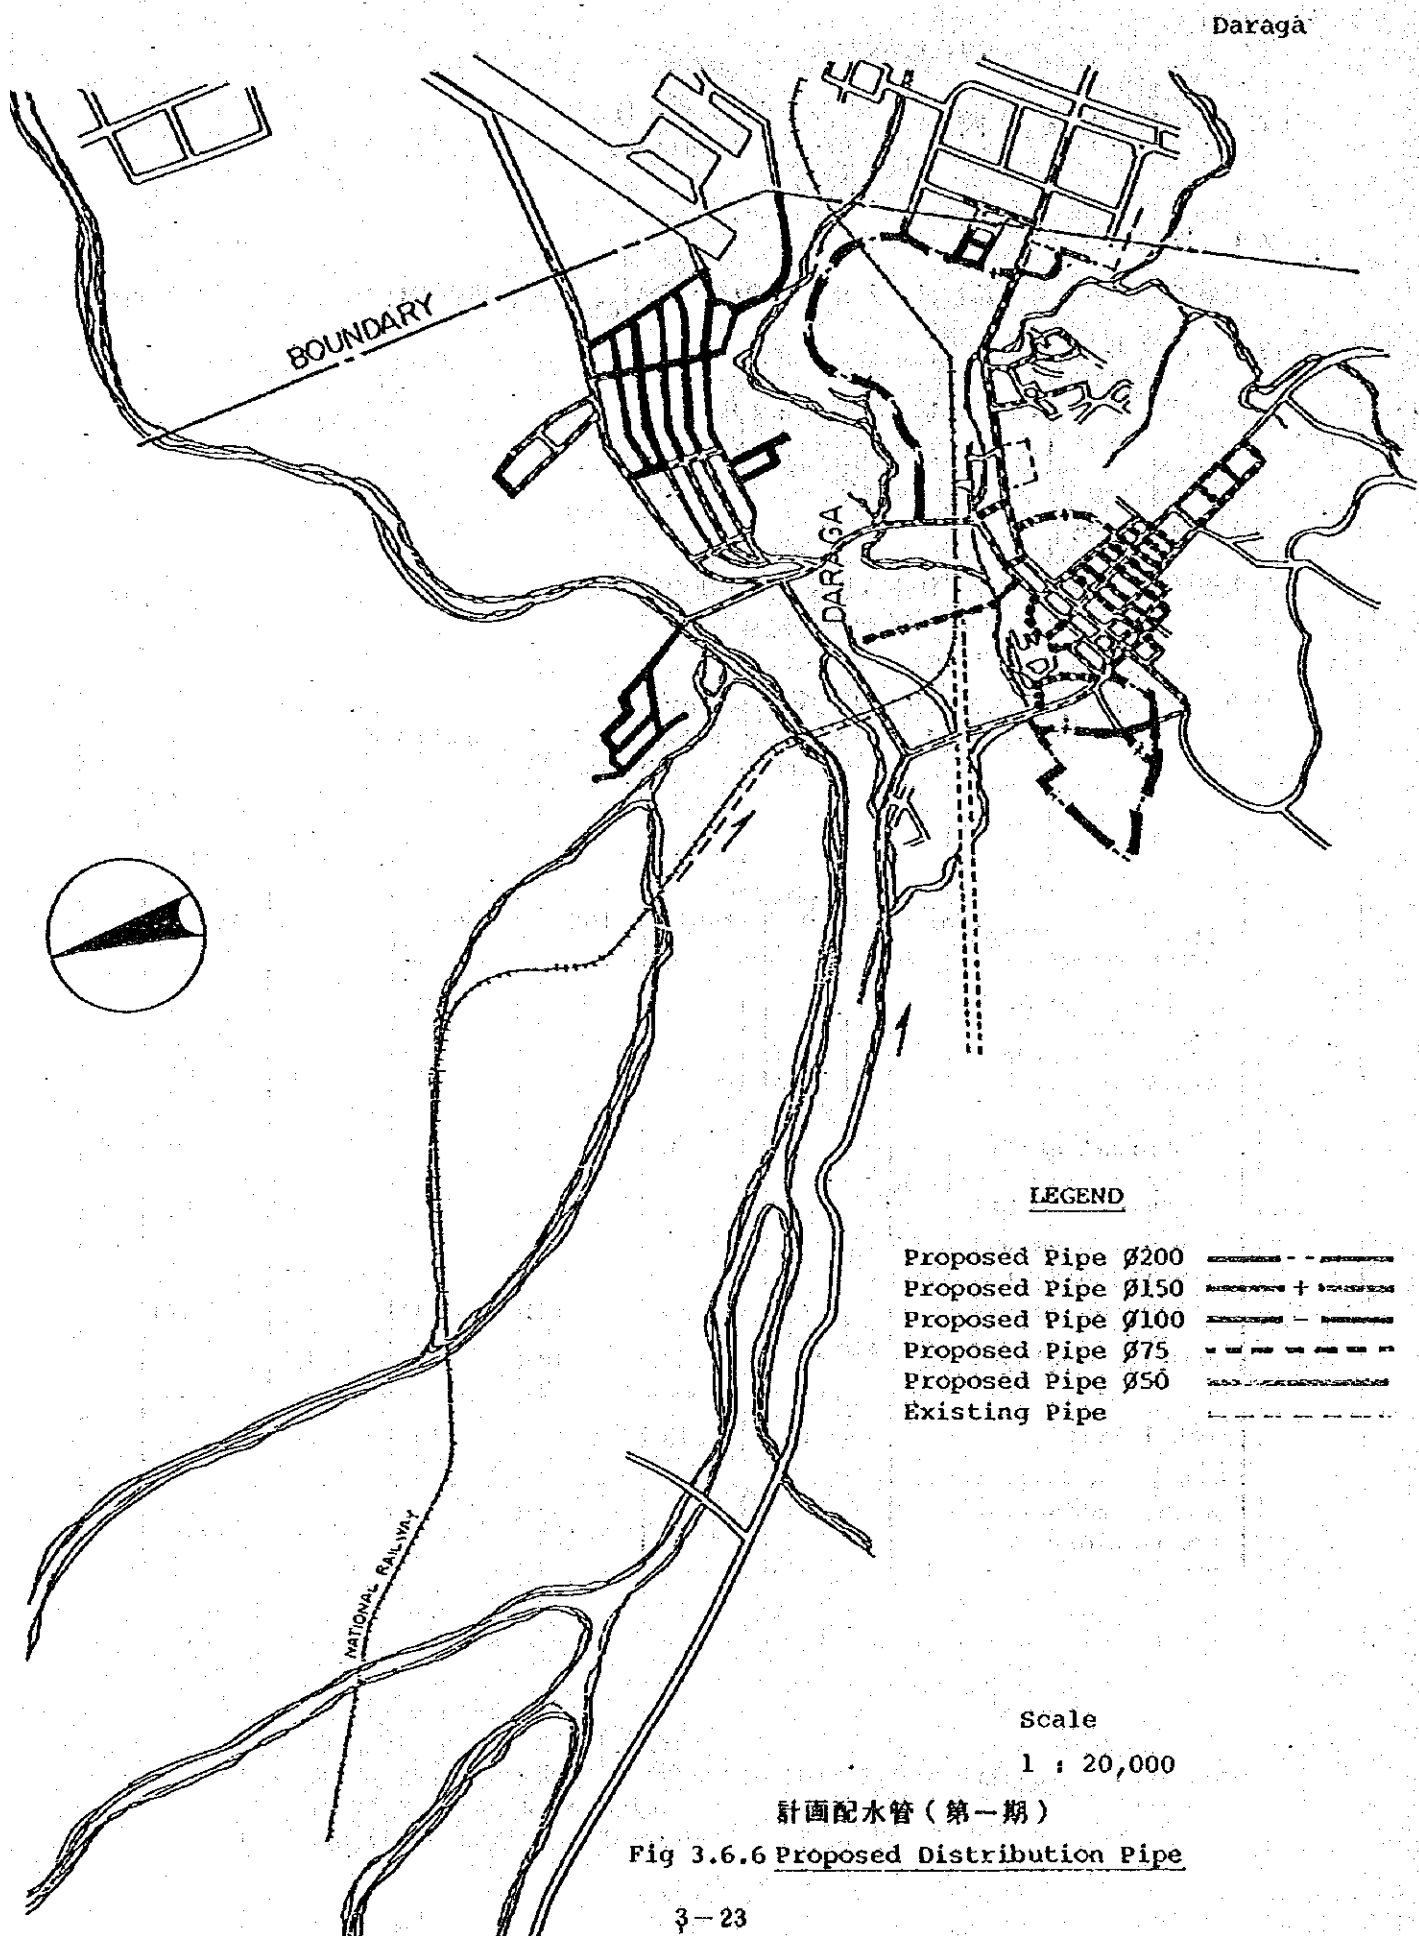 Daraga
BOUNDARY
DARAGA
LEGEND
Proposed Pipe Ø200
Proposed Pipe Ø150
Proposed Pipe Ø100
Proposed Pipe Ø75
Proposed Pipe Ø50
Existing Pipe
NATIONAL RAILWAY
Scale
1 : 20,000
計画配水管（第一期）
Fig 3.6.6 Proposed Distribution Pipe
3-23